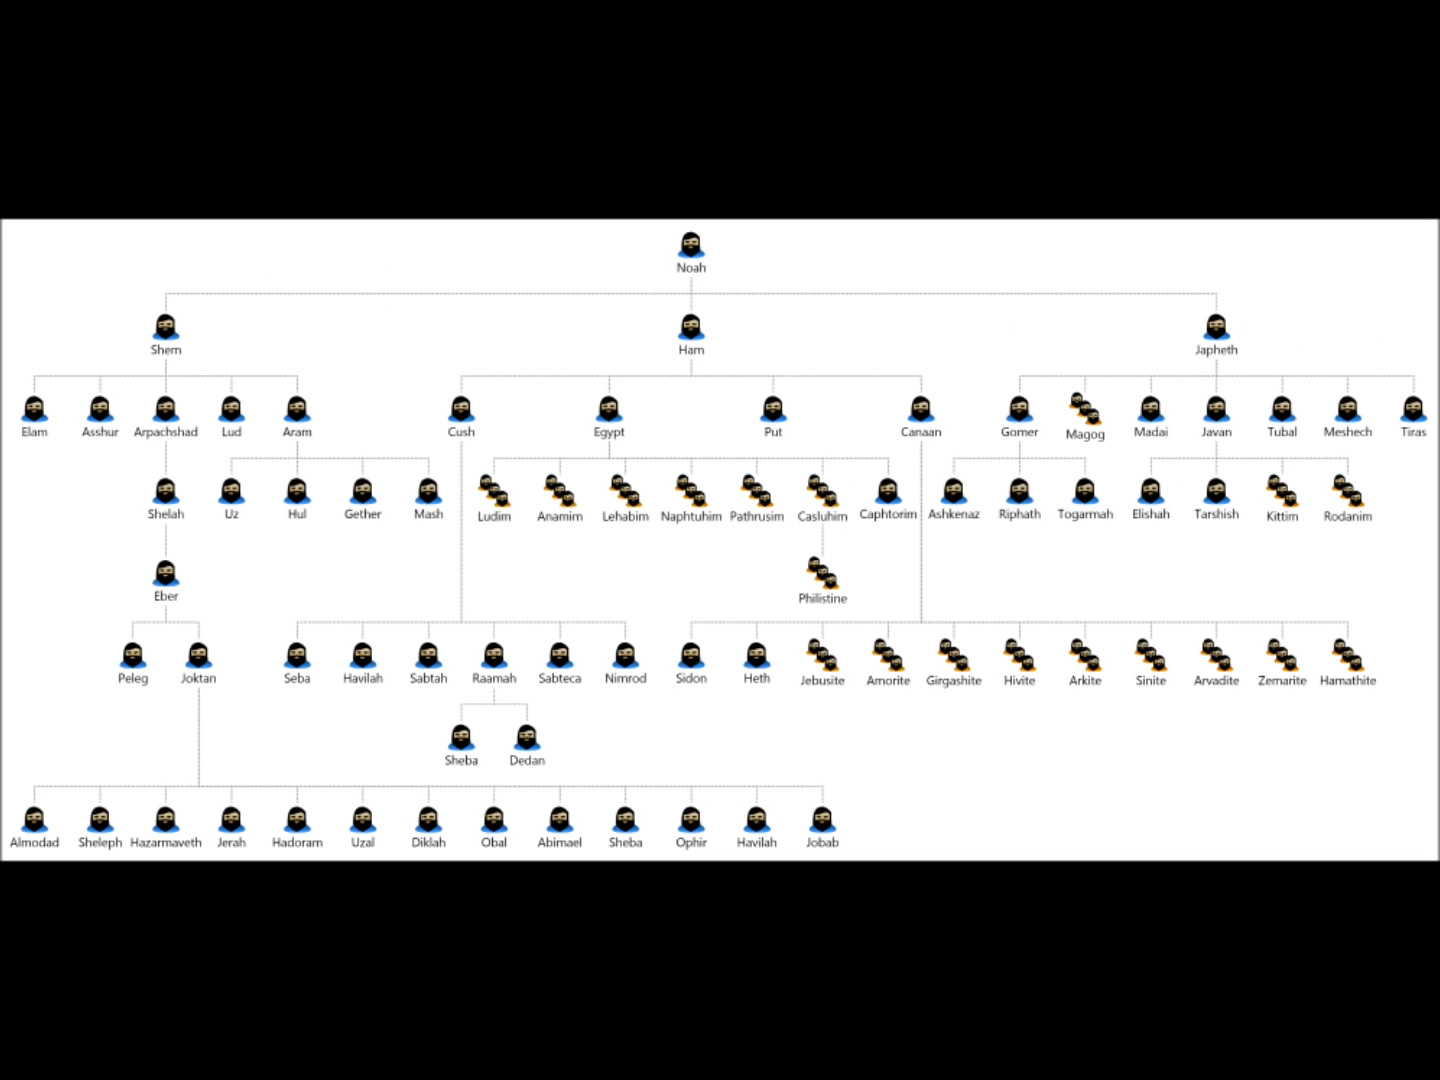 Noah
Shem Ham Japheth
Elam Asshur Arpachshad Lud Aram Cush Egypt Put Canaan Gomer Magog Madai Javan Tubal Meshech Tiras
Shelah Uz Hul Gether Mash Ludim Anamim Lehabim Naphtuhim Pathrusim Casluhim Caphtorim Ashkenaz Riphath Togarmah Elishah Tarshish Kittim Rodanim
Eber Philistine
Peleg Joktan Seba Havilah Sabtah Raamah Sabteca Nimrod Sidon Heth Jebusite Amorite Girgashite Hivite Arkite Sinite Arvadite Zemarite Hamathite
Sheba Dedan
Almodad Sheleph Hazarmaveth Jerah Hadoram Uzal Diklah Obal Abimael Sheba Ophir Havilah Jobab